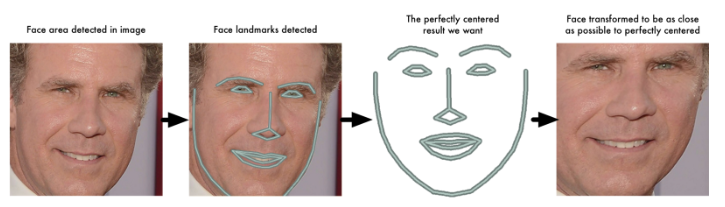 Face area detected in image
Face landmarks detected
The perfectly centered
result we want
Face transformed to be as close
as possible to perfectly centered